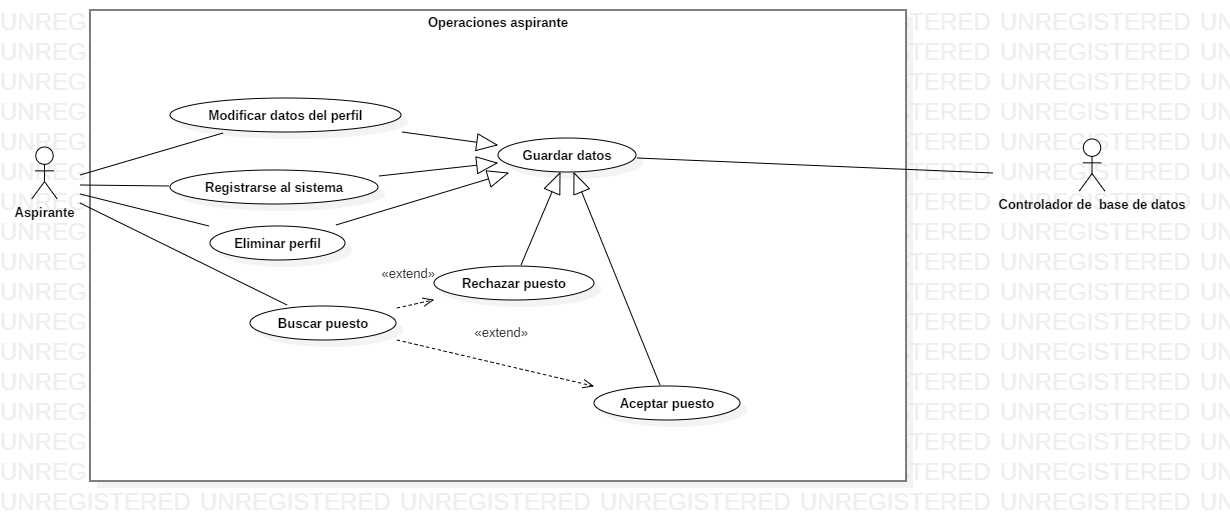 Operaciones aspirante
Modificar datos del perfil
Guardar datos
Registrarse al sistema
Aspirante
Controlador de  base de datos
Eliminar perfil
«extend»
Rechazar puesto
Buscar puesto
«extend»
Aceptar puesto
UNREGISTERED UNREGISTERED UNREGISTERED UNREGISTERED UNREGISTERED UNREGISTERED UN